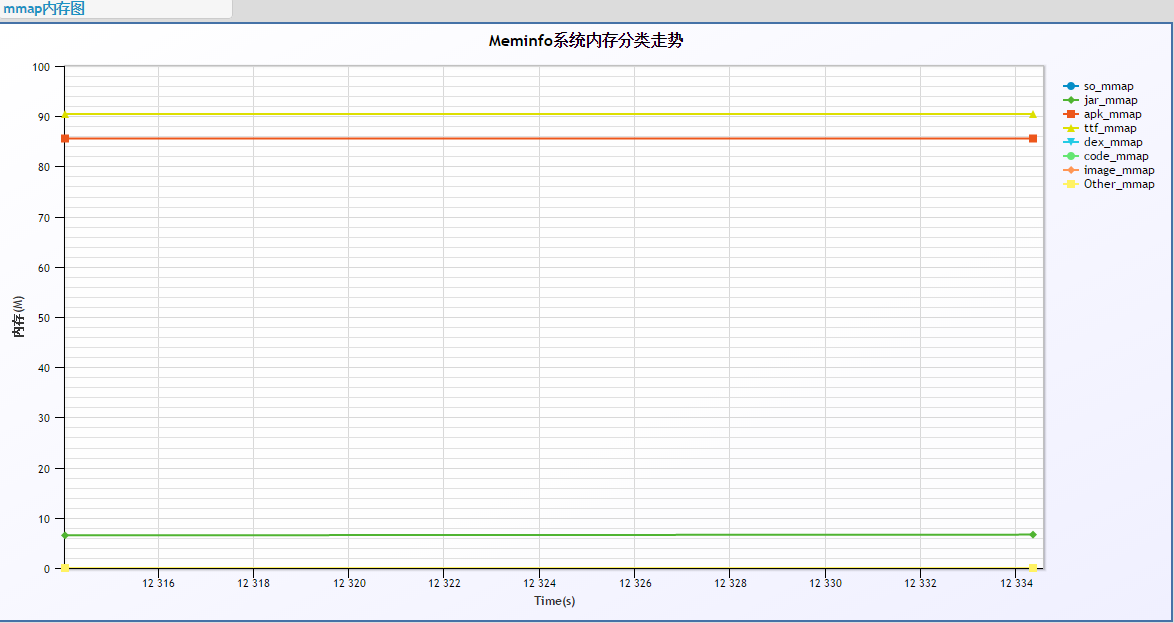 mmap内存图
Meminfo系统内存分类走势
100
90
80
70
60
50
40
30
20
10
0
内存(M)
12 316 12 318 12 320 12 322 12 324 12 326 12 328 12 330 12 332 12 334
Time(s)
so_mmap
jar_mmap
apk_mmap
ttf_mmap
dex_mmap
code_mmap
image_mmap
Other_mmap